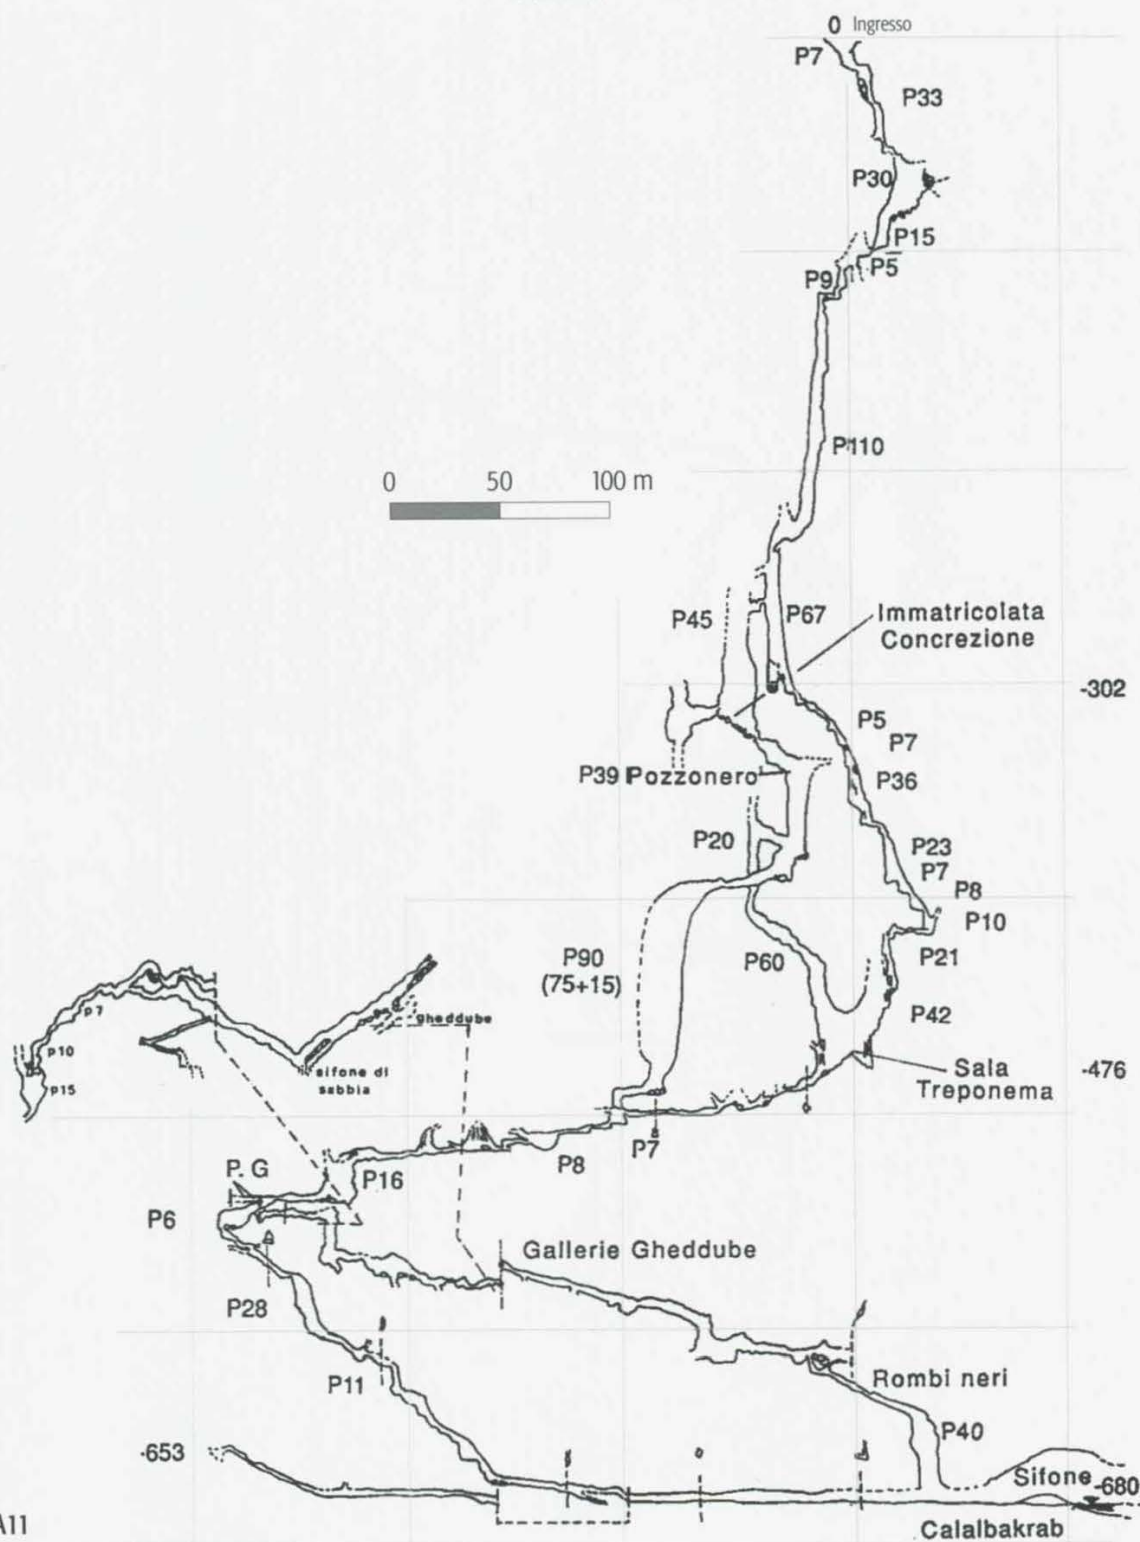 0 Ingresso
P7
P33
P30
P15
P5
P9
P110
0 50 100 m
P45
P67
Immatricolata
Concrezione
-302
P5
P7
P39 Pozzonero
P36
P20
P23
P7
P8
P10
P90
(75+15)
P60
P21
P42
p7
gheddube
p10
p15
sifone di
sabbia
Sala
Treponema
-476
P8
P7
P. G
P16
P6
Gallerie Gheddube
P28
P11
Rombi neri
P40
-653
Sifone
-680
Calalbakrab
A11